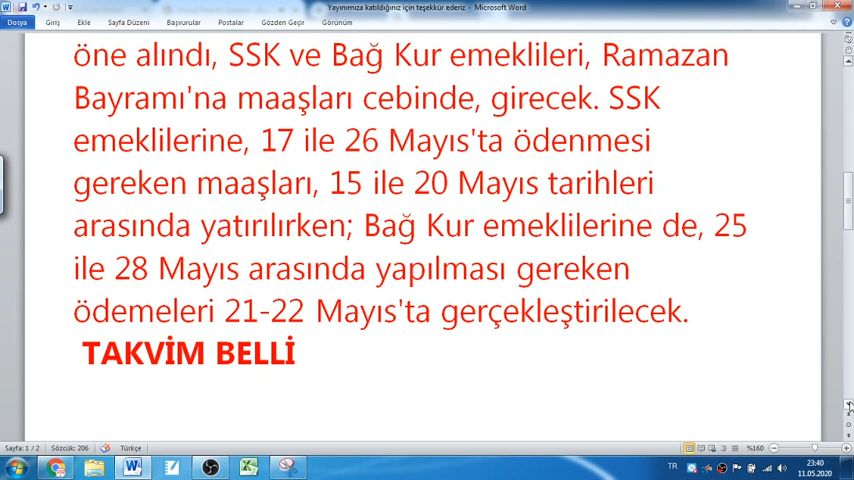 Yayınımıza katıldığınız için teşekkür ederiz - Microsoft Word
Dosya Giriş Ekle Sayfa Düzeni Başvurular Postalar Gözden Geçir Görünüm
öne alındı, SSK ve Bağ Kur emeklileri, Ramazan
Bayramı'na maaşları cebinde, girecek. SSK
emeklilerine, 17 ile 26 Mayıs'ta ödenmesi
gereken maaşları, 15 ile 20 Mayıs tarihleri
arasında yatırılırken; Bağ Kur emeklilerine de, 25
ile 28 Mayıs arasında yapılması gereken
ödemeleri 21-22 Mayıs'ta gerçekleştirilecek.
TAKVİM BELLİ
Sayfa: 1 / 2 Sözcük: 206 Türkçe %160
TR 23:40
11.05.2020